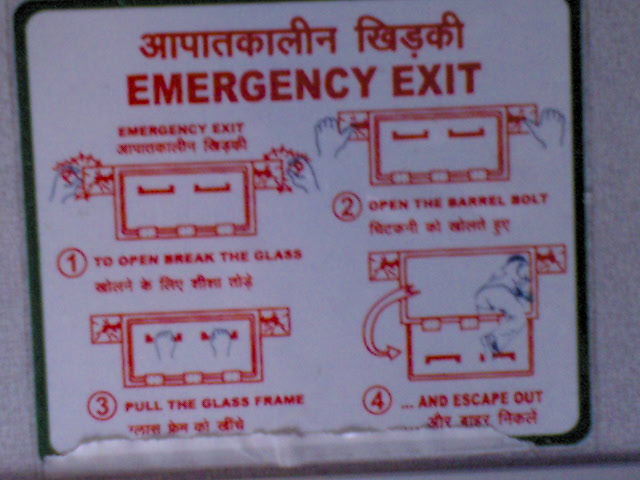 आपातकालीन खिड़की
EMERGENCY EXIT
EMERGENCY EXIT
आपातकालीन खिड़की
1 TO OPEN BREAK THE GLASS
खोलने के लिए शीशा तोड़े
2 OPEN THE BARREL BOLT
चिटकनी को खोलते हुए
3 PULL THE GLASS FRAME
ग्लास फ्रेम को खींचे
4 ... AND ESCAPE OUT
... और बाहर निकले